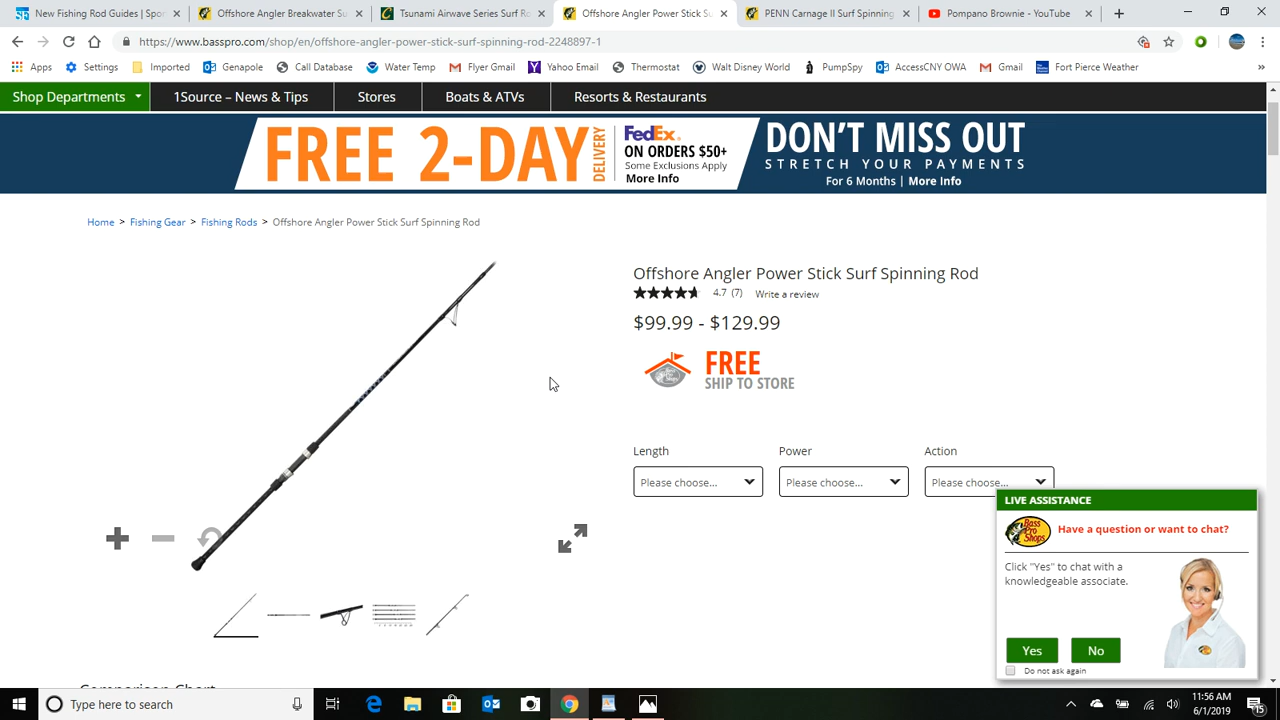 New Fishing Rod Guides | Spor
Offshore Angler Breakwater Su
Tsunami Airwave Series Surf Ro
Offshore Angler Power Stick Su
PENN Carnage II Surf Spinning
Pompano Brownie - YouTube
https://www.basspro.com/shop/en/offshore-angler-power-stick-surf-spinning-rod-2248897-1
Apps
Settings
Imported
Genapole
Call Database
Water Temp
Flyer Gmail
Yahoo Email
Thermostat
Walt Disney World
PumpSpy
AccessCNY OWA
Gmail
Fort Pierce Weather
»
Shop Departments
1Source – News & Tips
Stores
Boats & ATVs
Resorts & Restaurants
FREE 2-DAY
DELIVERY
FedEx
ON ORDERS $50+
Some Exclusions Apply
More Info
DON'T MISS OUT
STRETCH YOUR PAYMENTS
For 6 Months | More Info
Home > Fishing Gear > Fishing Rods > Offshore Angler Power Stick Surf Spinning Rod
Offshore Angler Power Stick Surf Spinning Rod
4.7 (7) Write a review
$99.99 - $129.99
FREE
SHIP TO STORE
Length
Power
Action
Please choose...
Please choose...
Please choose...
LIVE ASSISTANCE
Bass Pro Shops
Have a question or want to chat?
Click "Yes" to chat with a
knowledgeable associate.
Yes
No
Do not ask again
Comparison Chart
Type here to search
11:56 AM
6/1/2019
15